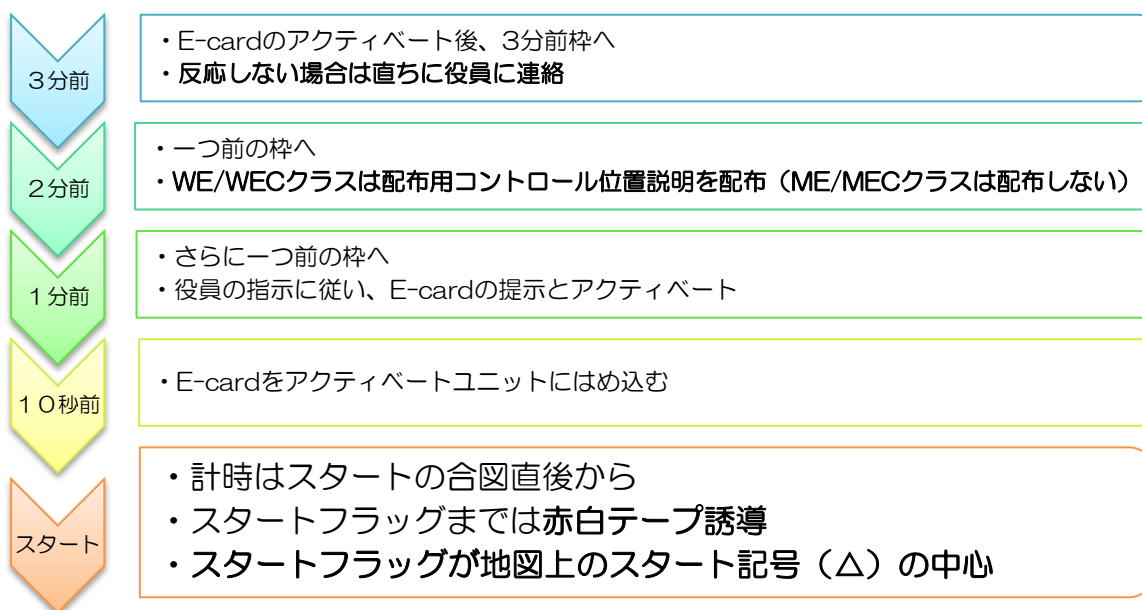 3分前
・E-cardのアクティベート後、3分前枠へ
・反応しない場合は直ちに役員に連絡
2分前
・一つ前の枠へ
・WE/WECクラスは配布用コントロール位置説明を配布（ME/MECクラスは配布しない）
1分前
・さらに一つ前の枠へ
・役員の指示に従い、E-cardの提示とアクティベート
10秒前
・E-cardをアクティベートユニットにはめ込む
スタート
・計時はスタートの合図直後から
・スタートフラッグまでは赤白テープ誘導
・スタートフラッグが地図上のスタート記号（△）の中心